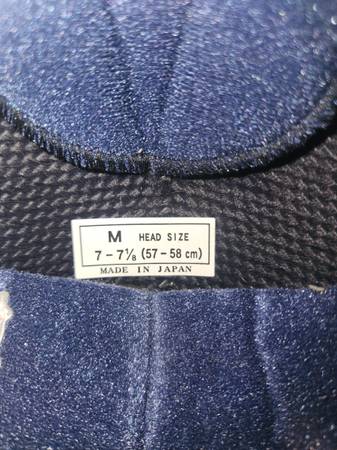 M HEAD SIZE
7 - 7⅛ (57 - 58 cm)
MADE IN JAPAN